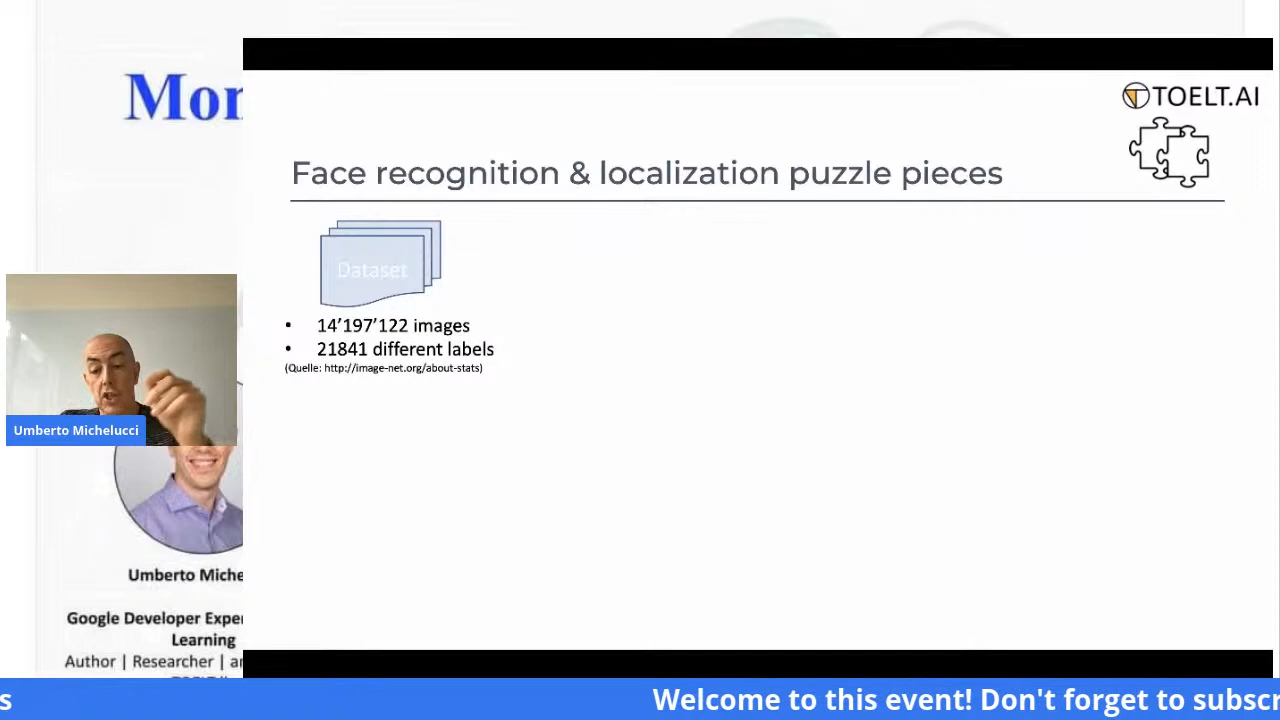 Mor
TOELT.AI
Face recognition & localization puzzle pieces
Dataset
• 14’197’122 images
• 21841 different labels
(Quelle: http://image-net.org/about-stats)
Umberto Michelucci
Umberto Miche
Google Developer Exper
Learning
Author | Researcher | ar
s Welcome to this event! Don't forget to subscr